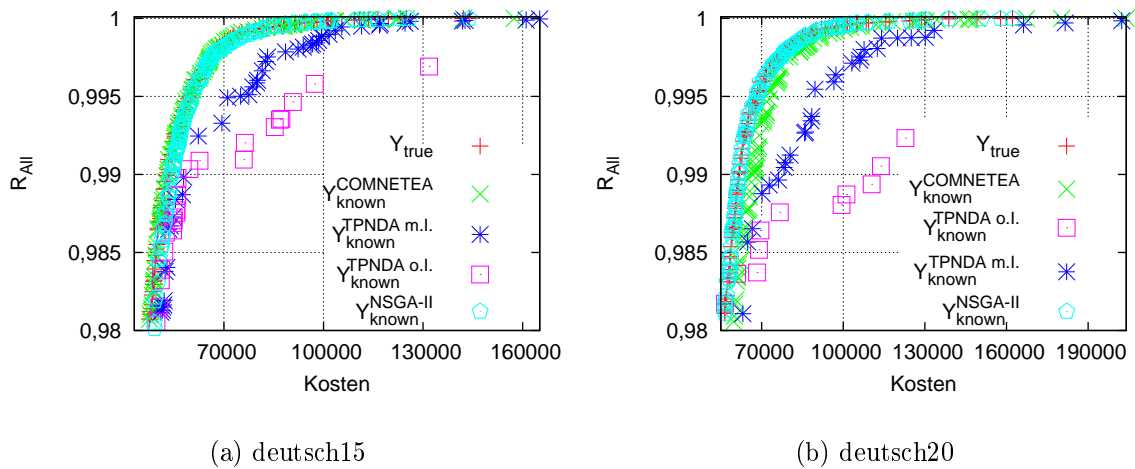 1
0,995
0,99
0,985
0,98
R_All
70000 100000 130000 160000
Kosten
Y_true
Y_known^COMNETEA
Y_known^TPNDA m.l.
Y_known^TPNDA o.l.
Y_known^NSGA-II
(a) deutsch15
1
0,995
0,99
0,985
0,98
R_All
70000 100000 130000 160000 190000
Kosten
Y_true
Y_known^COMNETEA
Y_known^TPNDA o.l.
Y_known^TPNDA m.l.
Y_known^NSGA-II
(b) deutsch20